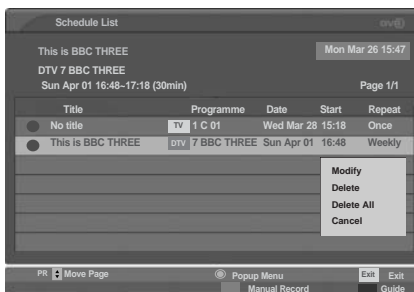 Schedule List
This is BBC THREE
Mon Mar 26 15:47
DTV 7 BBC THREE
Sun Apr 01 16:48~17:18 (30min)
Page 1/1
Title Programme Date Start Repeat
No title TV 1 C 01 Wed Mar 28 15:18 Once
This is BBC THREE DTV 7 BBC THREE Sun Apr 01 16:48 Weekly
Modify
Delete
Delete All
Cancel
PR Move Page Popup Menu Exit Exit
Manual Record Guide